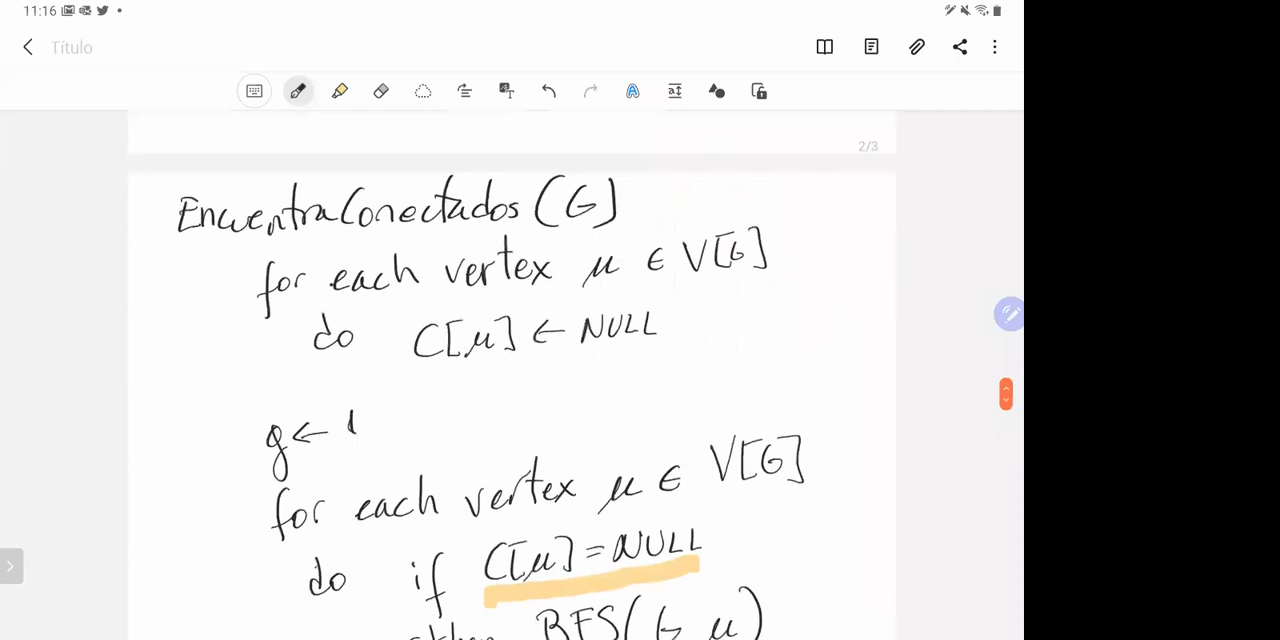 11:16
Título
2/3
EncuentraConectados (G)
for each vertex μ ∈ V[G]
do C[μ] ← NULL
g ← 1
for each vertex μ ∈ V[G]
do if C[μ] = NULL
then BFS(G, μ)